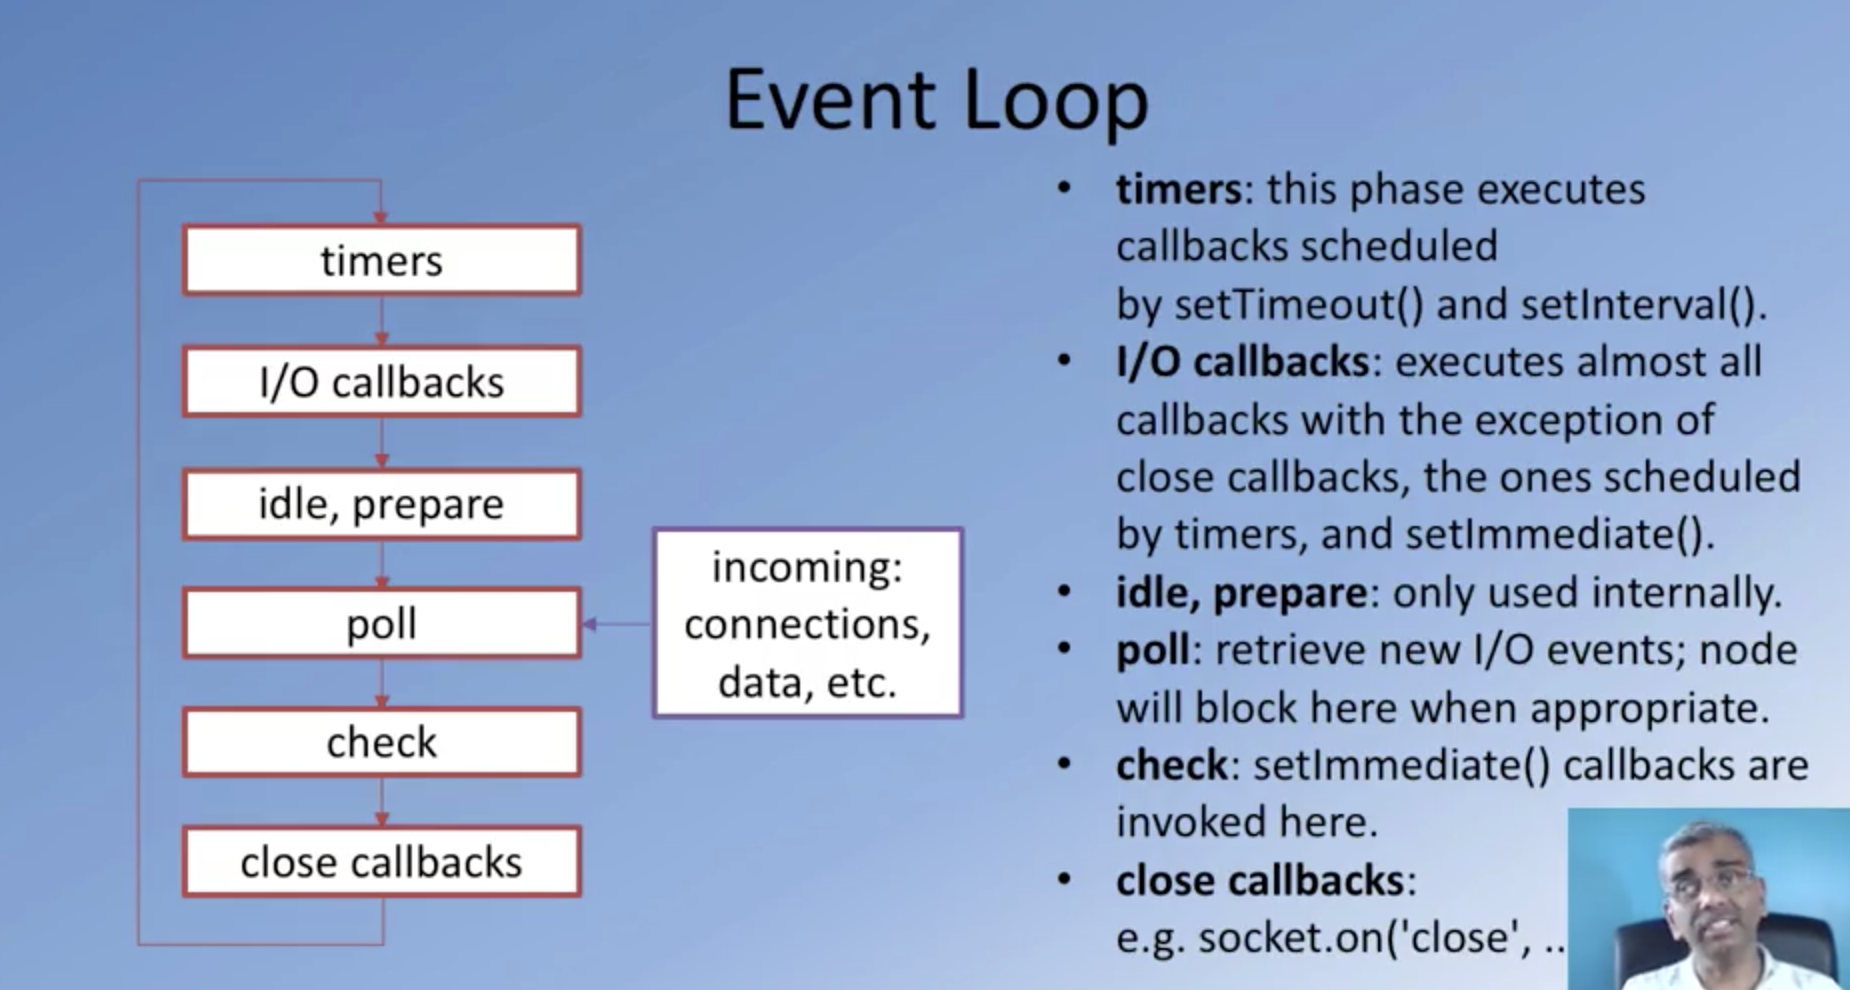 Event Loop
timers
I/O callbacks
idle, prepare
poll
check
close callbacks
incoming:
connections,
data, etc.
• timers: this phase executes
callbacks scheduled
by setTimeout() and setInterval().
• I/O callbacks: executes almost all
callbacks with the exception of
close callbacks, the ones scheduled
by timers, and setImmediate().
• idle, prepare: only used internally.
• poll: retrieve new I/O events; node
will block here when appropriate.
• check: setImmediate() callbacks are
invoked here.
• close callbacks:
e.g. socket.on('close', ..